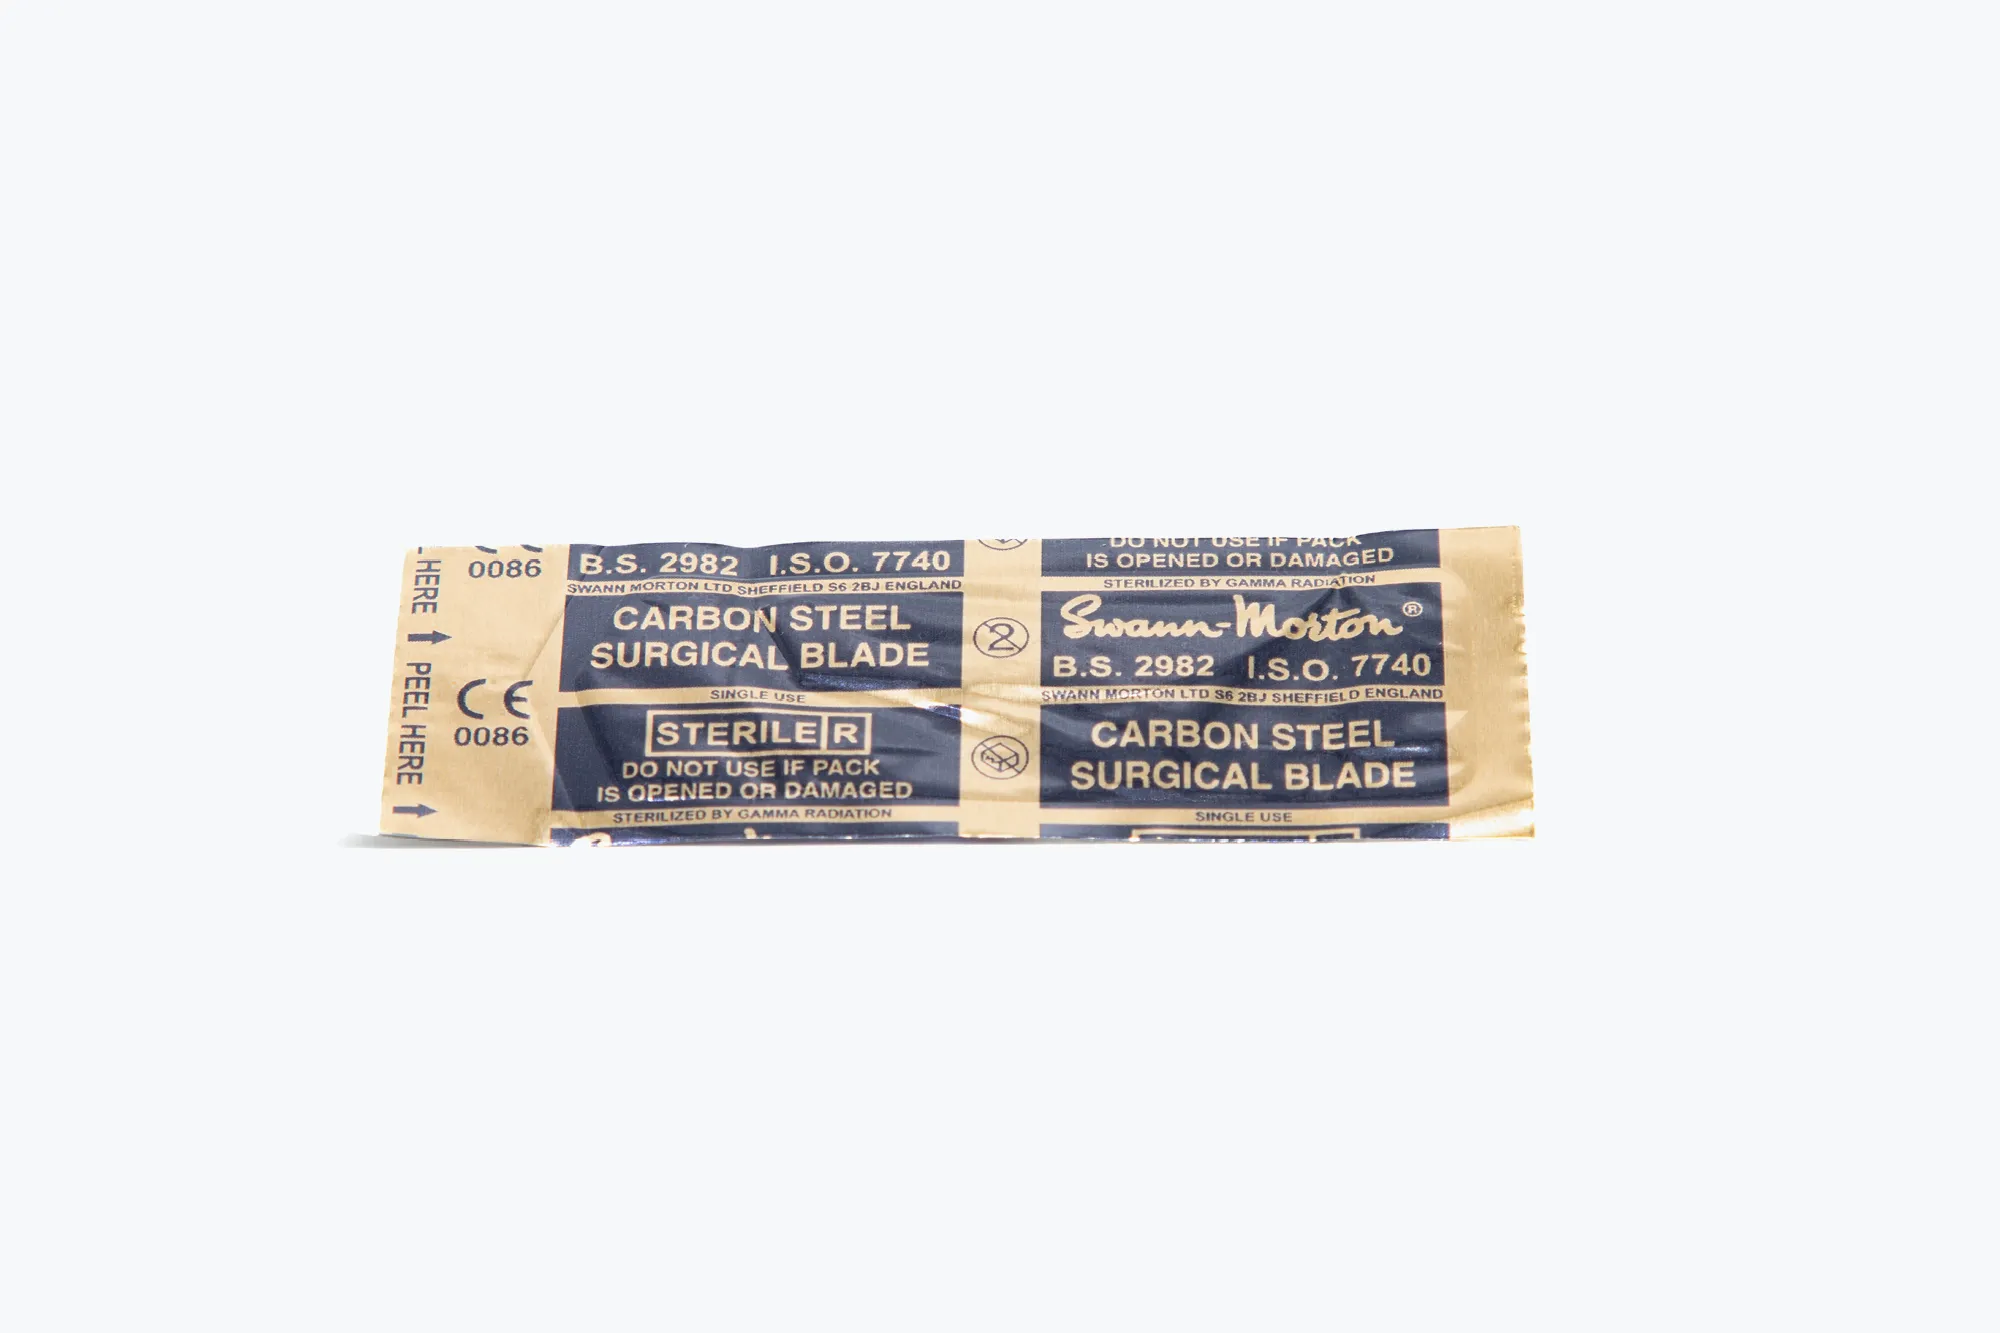 HERE
PEEL HERE
0086
CE
0086
B.S. 2982 I.S.O. 7740
SWANN MORTON LTD SHEFFIELD S6 2BJ ENGLAND
CARBON STEEL
SURGICAL BLADE
SINGLE USE
STERILE R
DO NOT USE IF PACK
IS OPENED OR DAMAGED
STERILIZED BY GAMMA RADIATION
2
DO NOT USE IF PACK
IS OPENED OR DAMAGED
STERILIZED BY GAMMA RADIATION
Swann-Morton®
B.S. 2982 I.S.O. 7740
SWANN MORTON LTD S6 2BJ SHEFFIELD ENGLAND
CARBON STEEL
SURGICAL BLADE
SINGLE USE